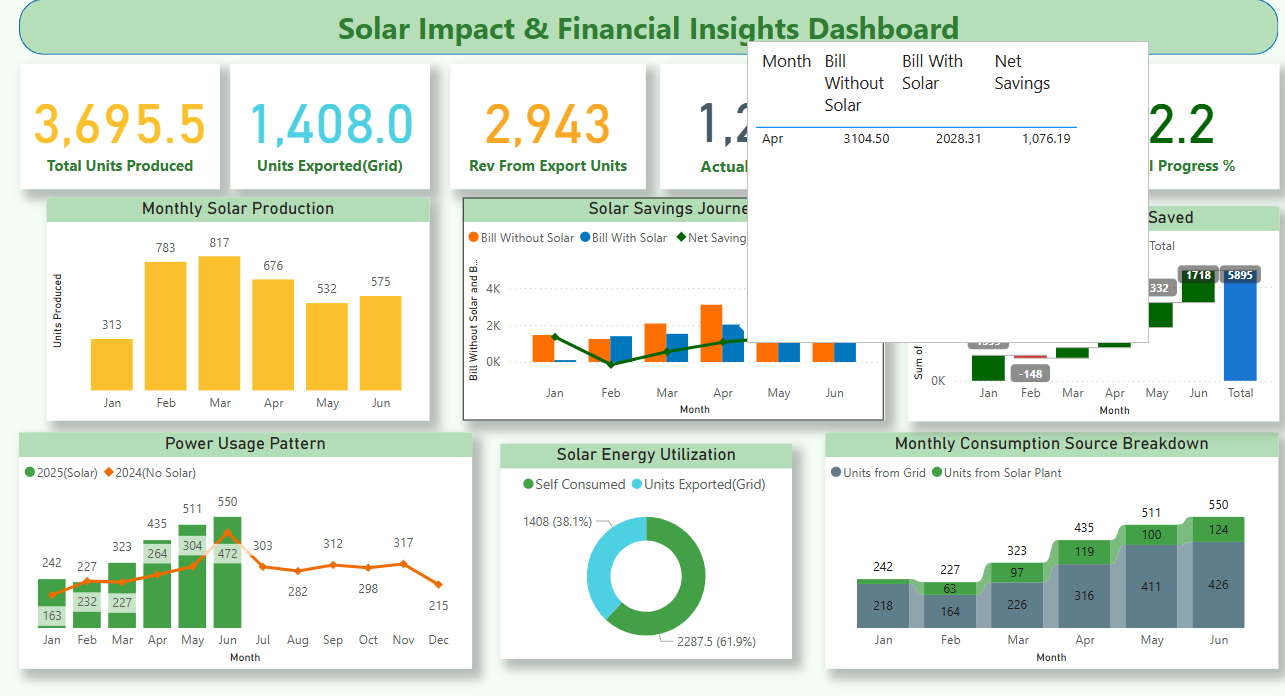 Solar Impact & Financial Insights Dashboard
3,695.5
Total Units Produced
1,408.0
Units Exported(Grid)
2,943
Rev From Export Units
1,2
Actual
2.2
l Progress %
Month Bill Without Solar Bill With Solar Net Savings
Apr 3104.50 2028.31 1,076.19
Monthly Solar Production
Units Produced
313 783 817 676 532 575
Jan Feb Mar Apr May Jun
Solar Savings Journe
Bill Without Solar Bill With Solar Net Saving
Bill Without Solar and B...
4K
2K
0K
Jan Feb Mar Apr May Jun
Month
Saved
Total
Sum of
0K
-148 332 1718 5895
Jan Feb Mar Apr May Jun Total
Month
Power Usage Pattern
2025(Solar) 2024(No Solar)
242 227 323 435 511 550
163 232 227 264 304 472 303 282 312 298 317 215
Jan Feb Mar Apr May Jun Jul Aug Sep Oct Nov Dec
Month
Solar Energy Utilization
Self Consumed Units Exported(Grid)
1408 (38.1%)
2287.5 (61.9%)
Monthly Consumption Source Breakdown
Units from Grid Units from Solar Plant
242 227 323 435 511 550
63 97 119 100 124
218 164 226 316 411 426
Jan Feb Mar Apr May Jun
Month